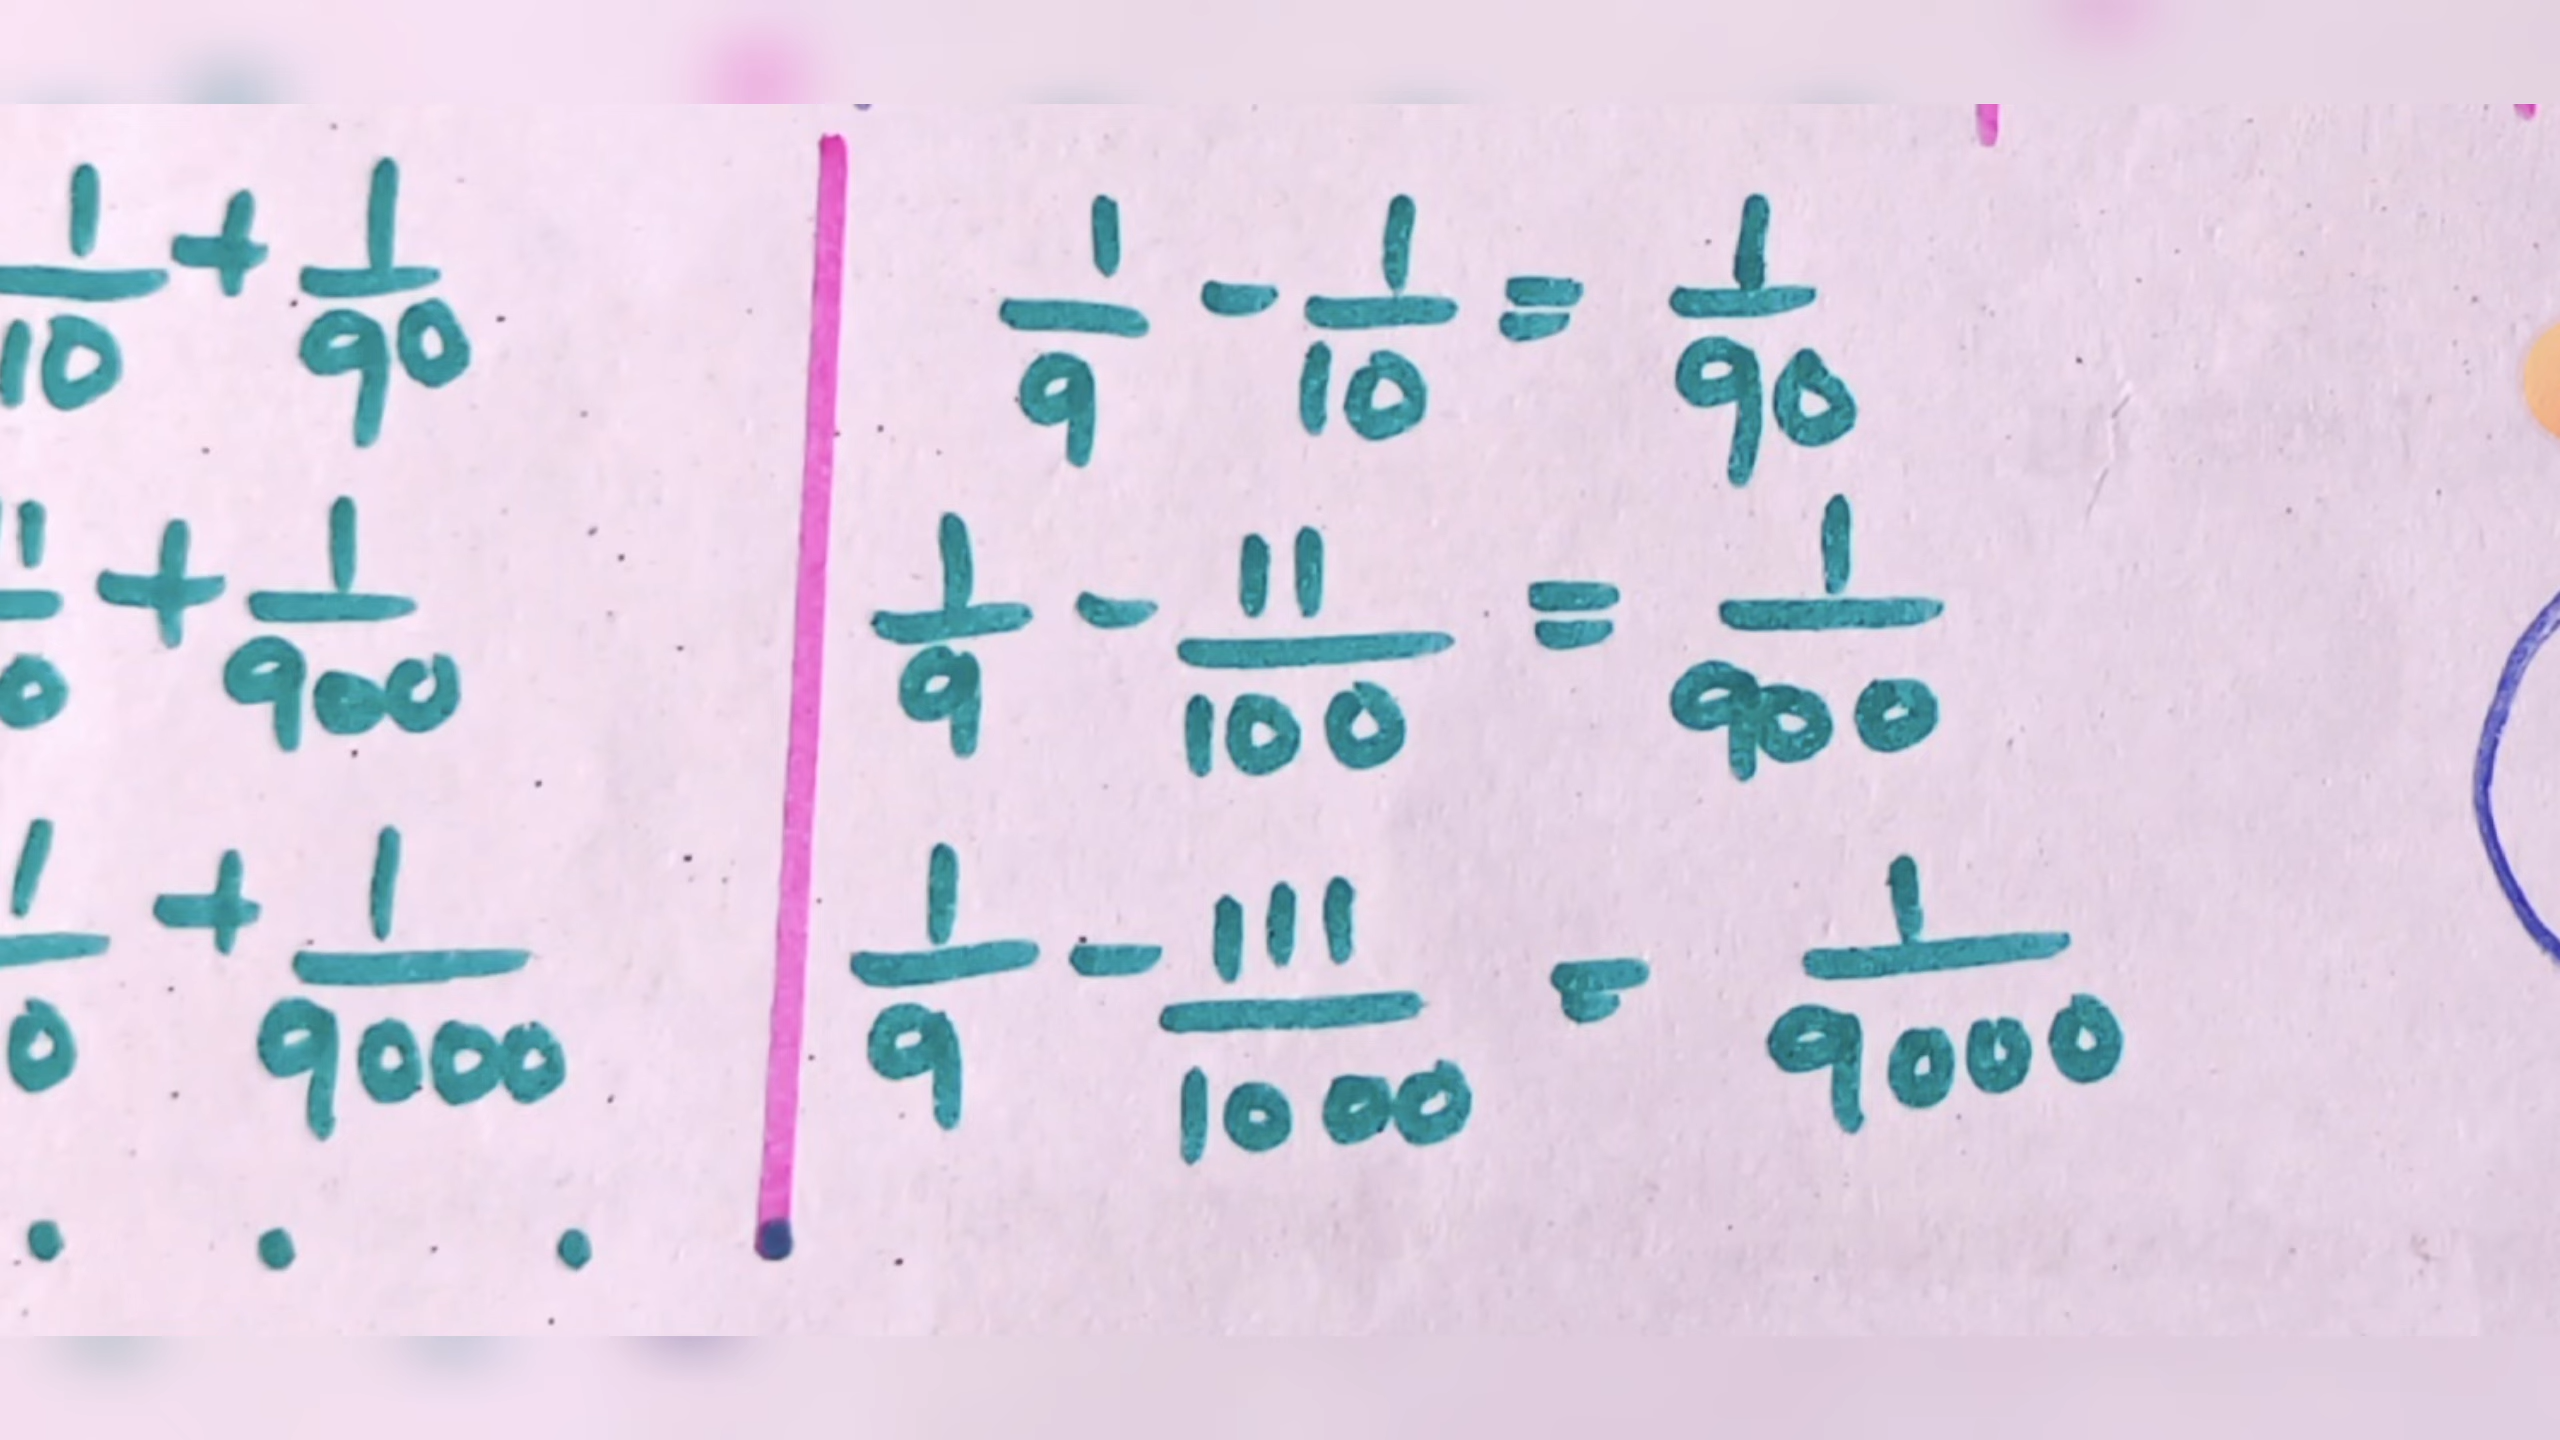 1/10 + 1/90
1/9 - 1/10 = 1/90
1/900
1/9 - 11/100 = 1/900
1/9000
1/9 - 111/1000 = 1/9000